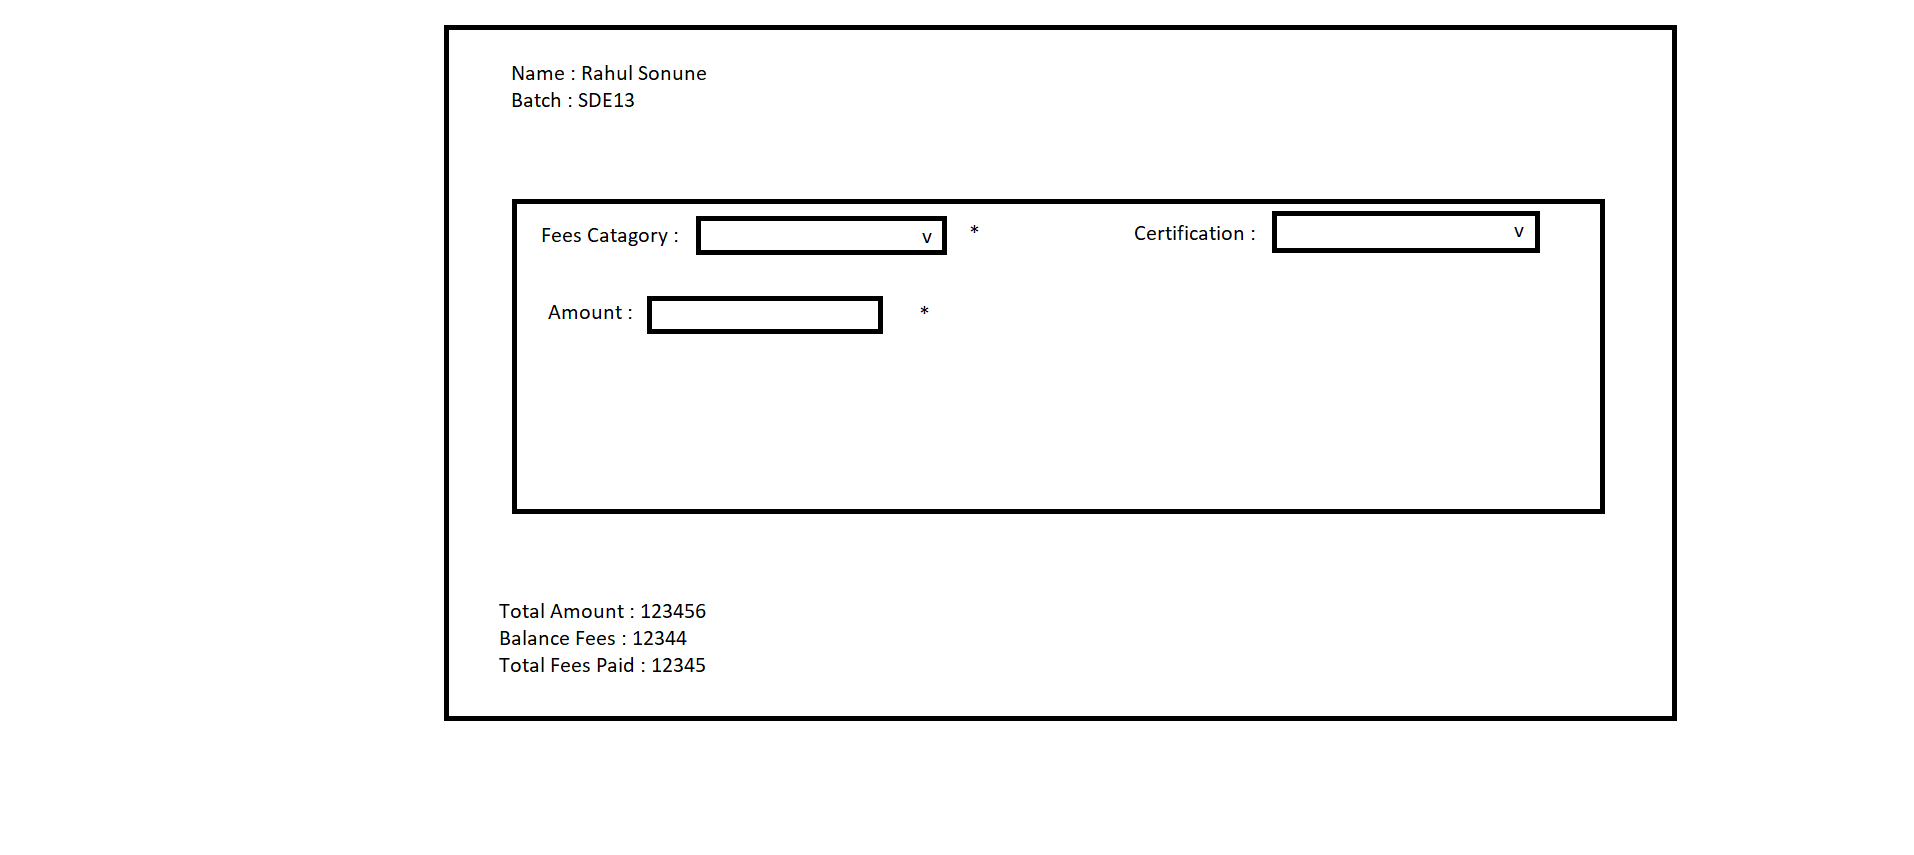 Name : Rahul Sonune
Batch : SDE13
Fees Catagory : v * Certification : v
Amount : *
Total Amount : 123456
Balance Fees : 12344
Total Fees Paid : 12345